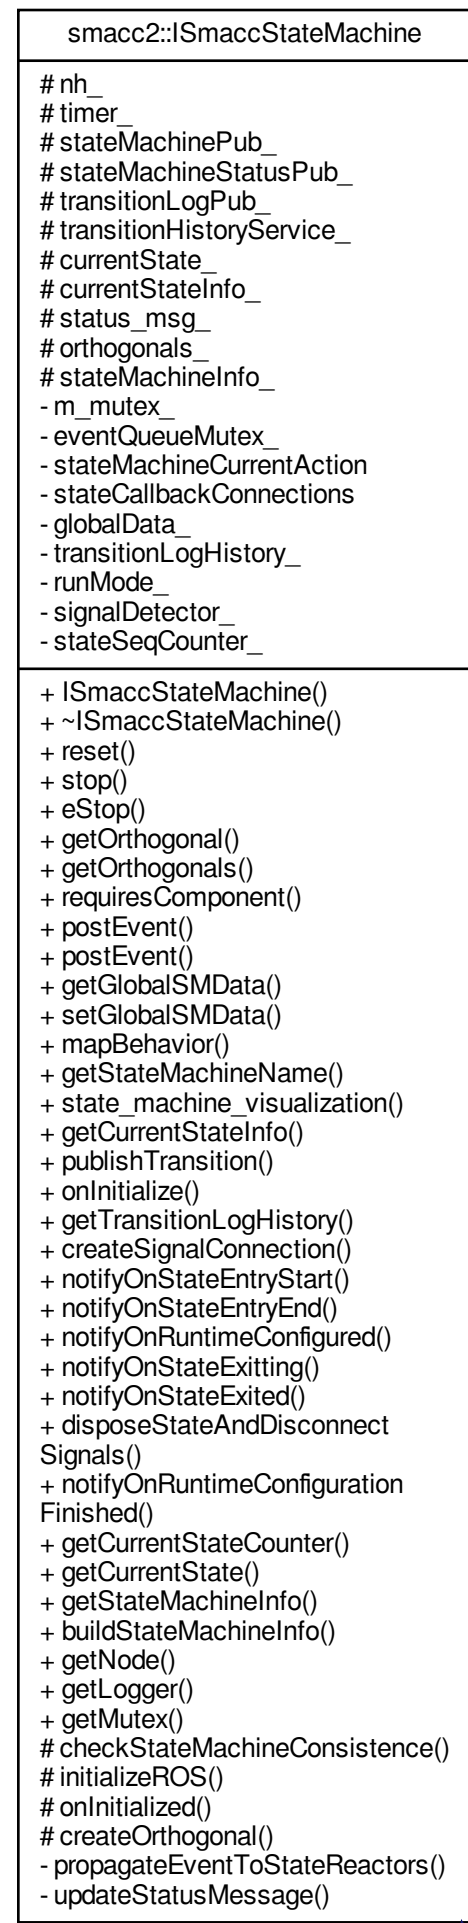 smacc2::ISmaccStateMachine
# nh_
# timer_
# stateMachinePub_
# stateMachineStatusPub_
# transitionLogPub_
# transitionHistoryService_
# currentState_
# currentStateInfo_
# status_msg_
# orthogonals_
# stateMachineInfo_
- m_mutex_
- eventQueueMutex_
- stateMachineCurrentAction
- stateCallbackConnections
- globalData_
- transitionLogHistory_
- runMode_
- signalDetector_
- stateSeqCounter_
+ ISmaccStateMachine()
+ ~ISmaccStateMachine()
+ reset()
+ stop()
+ eStop()
+ getOrthogonal()
+ getOrthogonals()
+ requiresComponent()
+ postEvent()
+ postEvent()
+ getGlobalSMData()
+ setGlobalSMData()
+ mapBehavior()
+ getStateMachineName()
+ state_machine_visualization()
+ getCurrentStateInfo()
+ publishTransition()
+ onInitialize()
+ getTransitionLogHistory()
+ createSignalConnection()
+ notifyOnStateEntryStart()
+ notifyOnStateEntryEnd()
+ notifyOnRuntimeConfigured()
+ notifyOnStateExitting()
+ notifyOnStateExited()
+ disposeStateAndDisconnect
Signals()
+ notifyOnRuntimeConfiguration
Finished()
+ getCurrentStateCounter()
+ getCurrentState()
+ getStateMachineInfo()
+ buildStateMachineInfo()
+ getNode()
+ getLogger()
+ getMutex()
# checkStateMachineConsistence()
# initializeROS()
# onInitialized()
# createOrthogonal()
- propagateEventToStateReactors()
- updateStatusMessage()